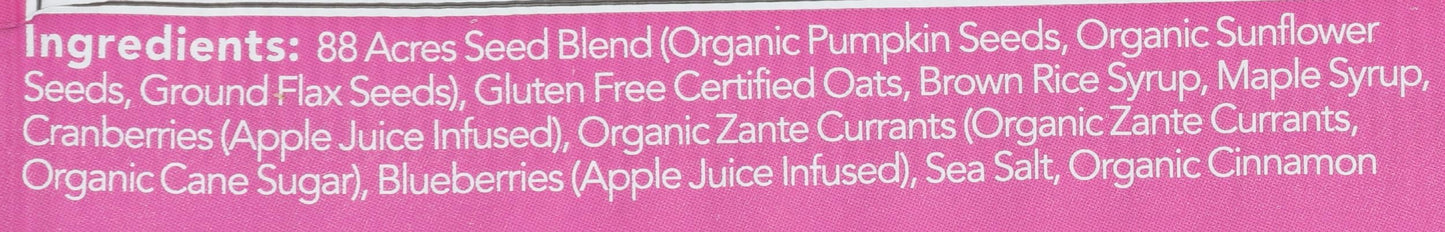 Ingredients: 88 Acres Seed Blend (Organic Pumpkin Seeds, Organic Sunflower
Seeds, Ground Flax Seeds), Gluten Free Certified Oats, Brown Rice Syrup, Maple Syrup,
Cranberries (Apple Juice Infused), Organic Zante Currants (Organic Zante Currants,
Organic Cane Sugar), Blueberries (Apple Juice Infused), Sea Salt, Organic Cinnamon